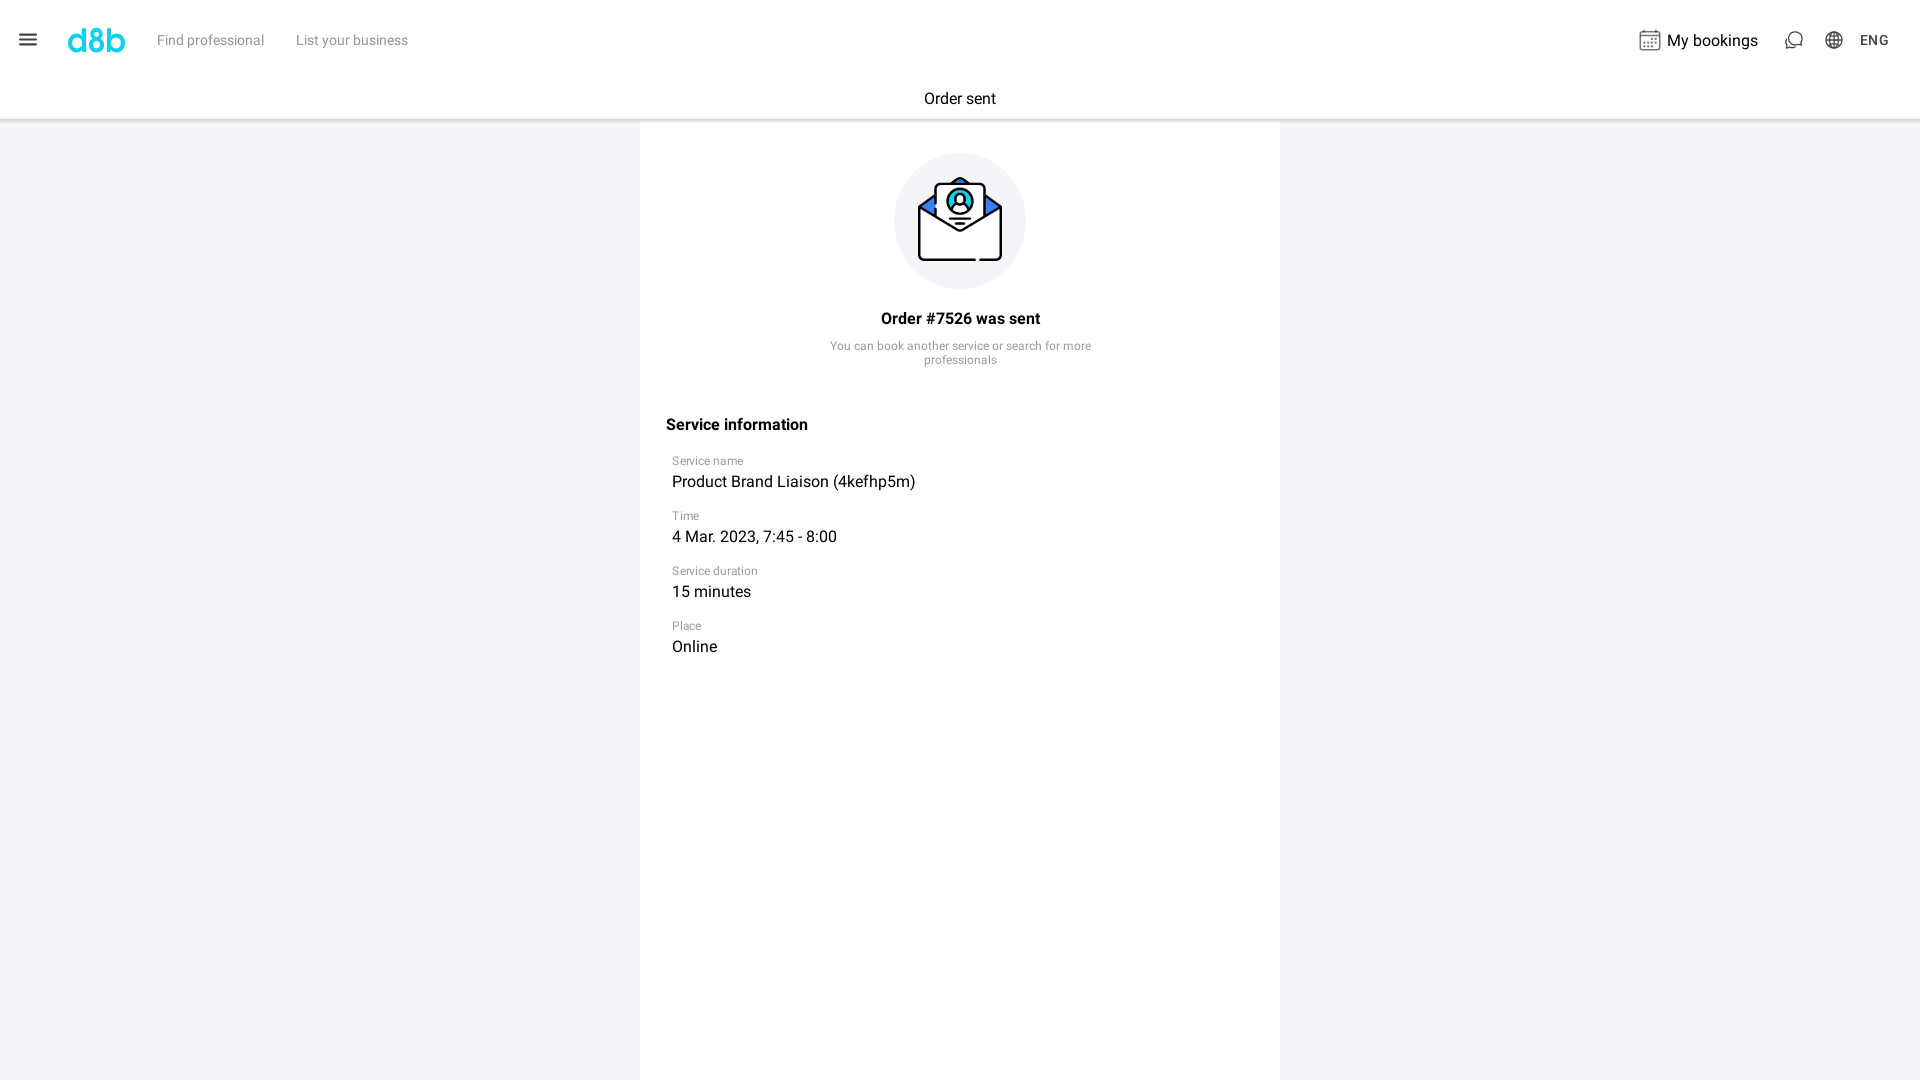 d8b
Find professional
List your business
My bookings
ENG
Order sent
Order #7526 was sent
You can book another service or search for more
professionals
Service information
Service name
Product Brand Liaison (4kefhp5m)
Time
4 Mar. 2023, 7:45 - 8:00
Service duration
15 minutes
Place
Online